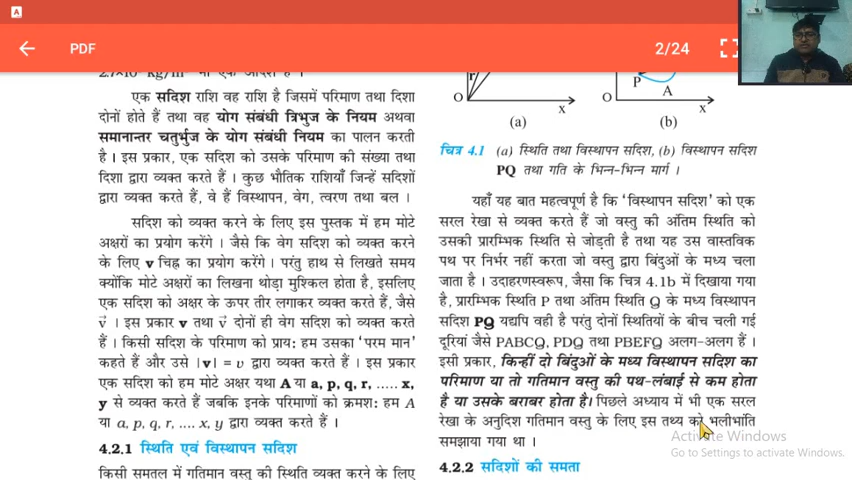 A
PDF
2/24
2.7×10 kg/m
एक सदिश राशि वह राशि है जिसमें परिमाण तथा दिशा
दोनों होते हैं तथा वह योग संबंधी त्रिभुज के नियम अथवा
समानान्तर चतुर्भुज के योग संबंधी नियम का पालन करती
है । इस प्रकार, एक सदिश को उसके परिमाण की संख्या तथा
दिशा द्वारा व्यक्त करते हैं । कुछ भौतिक राशियाँ जिन्हें सदिशों
द्वारा व्यक्त करते हैं, वे हैं विस्थापन, वेग, त्वरण तथा बल ।
सदिश को व्यक्त करने के लिए इस पुस्तक में हम मोटे
अक्षरों का प्रयोग करेंगे । जैसे कि वेग सदिश को व्यक्त करने
के लिए v चिह्न का प्रयोग करेंगे । परंतु हाथ से लिखते समय
क्योंकि मोटे अक्षरों का लिखना थोड़ा मुश्किल होता है, इसलिए
एक सदिश को अक्षर के ऊपर तीर लगाकर व्यक्त करते हैं, जैसे
v⃗ । इस प्रकार v तथा v⃗ दोनों ही वेग सदिश को व्यक्त करते
हैं । किसी सदिश के परिमाण को प्राय: हम उसका 'परम मान'
कहते हैं और उसे |v| = v द्वारा व्यक्त करते हैं । इस प्रकार
एक सदिश को हम मोटे अक्षर यथा A या a, p, q, r, ..... x,
y से व्यक्त करते हैं जबकि इनके परिमाणों को क्रमश: हम A
या a, p, q, r, .... x, y द्वारा व्यक्त करते हैं ।
4.2.1 स्थिति एवं विस्थापन सदिश
किसी समतल में गतिमान वस्तु की स्थिति व्यक्त करने के लिए
r
O
x
(a)
P
A
O
x
(b)
चित्र 4.1 (a) स्थिति तथा विस्थापन सदिश, (b) विस्थापन सदिश
PQ तथा गति के भिन्न-भिन्न मार्ग ।
यहाँ यह बात महत्वपूर्ण है कि 'विस्थापन सदिश' को एक
सरल रेखा से व्यक्त करते हैं जो वस्तु की अंतिम स्थिति को
उसकी प्रारम्भिक स्थिति से जोड़ती है तथा यह उस वास्तविक
पथ पर निर्भर नहीं करता जो वस्तु द्वारा बिंदुओं के मध्य चला
जाता है । उदाहरणस्वरूप, जैसा कि चित्र 4.1b में दिखाया गया
है, प्रारम्भिक स्थिति P तथा अंतिम स्थिति Q के मध्य विस्थापन
सदिश PQ यद्यपि वही है परंतु दोनों स्थितियों के बीच चली गई
दूरियां जैसे PABCQ, PDQ तथा PBEFQ अलग-अलग हैं ।
इसी प्रकार, किन्हीं दो बिंदुओं के मध्य विस्थापन सदिश का
परिमाण या तो गतिमान वस्तु की पथ-लंबाई से कम होता
है या उसके बराबर होता है। पिछले अध्याय में भी एक सरल
रेखा के अनुदिश गतिमान वस्तु के लिए इस तथ्य को भलीभांति
समझाया गया था ।
4.2.2 सदिशों की समता
Activate Windows
Go to Settings to activate Windows.